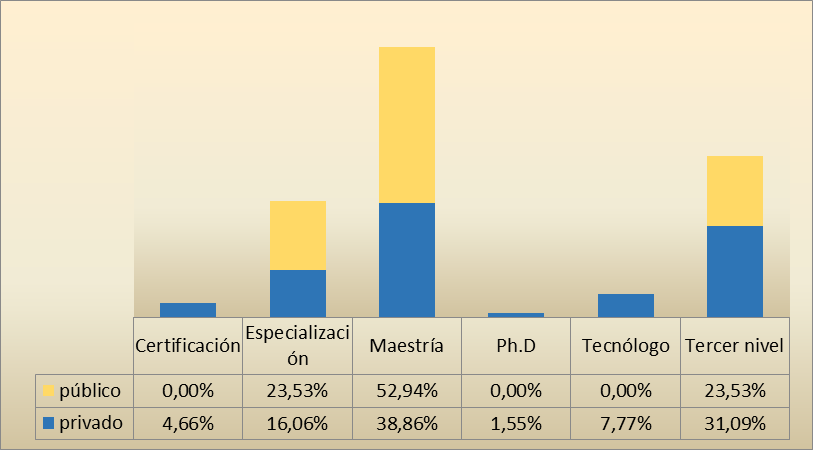 Certificación Especializaci Maestría Ph.D Tecnólogo Tercer nivel
ón
público 0,00% 23,53% 52,94% 0,00% 0,00% 23,53%
privado 4,66% 16,06% 38,86% 1,55% 7,77% 31,09%